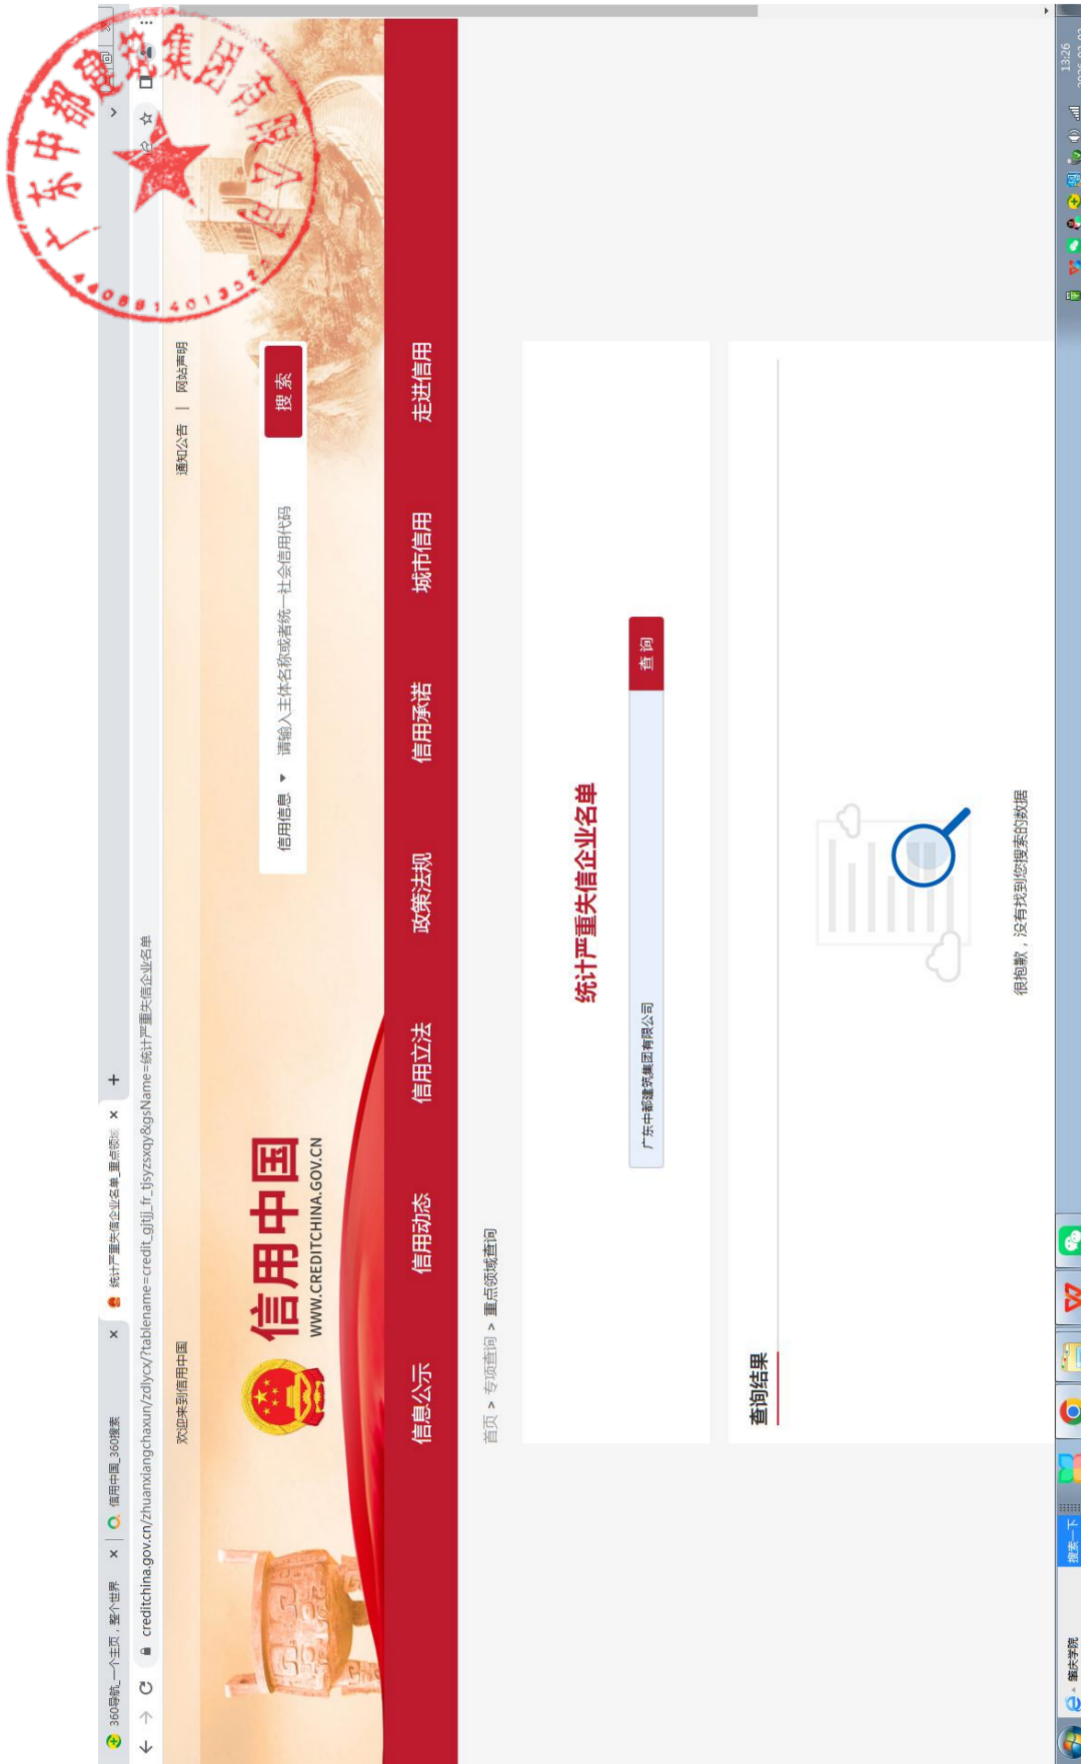 360导航_一个主页，整个世界
信用中国_360搜索
统计严重失信企业名单_重点领域
creditchina.gov.cn/zhuanxiangchaxun/zdlycx/?tablename=credit_gjtjj_fr_tjsyzsxqy&gsName=统计严重失信企业名单
欢迎来到信用中国
通知公告 | 网站声明
信用中国
WWW.CREDITCHINA.GOV.CN
信用信息 请输入主体名称或者统一社会信用代码 搜索
信息公示 信用动态 信用立法 政策法规 信用承诺 城市信用 走进信用
首页 > 专项查询 > 重点领域查询
统计严重失信企业名单
广东中都建筑集团有限公司 查询
查询结果
很抱歉，没有找到您搜索的数据
肇庆学院 搜索一下
13:26
广东中都建筑集团有限公司